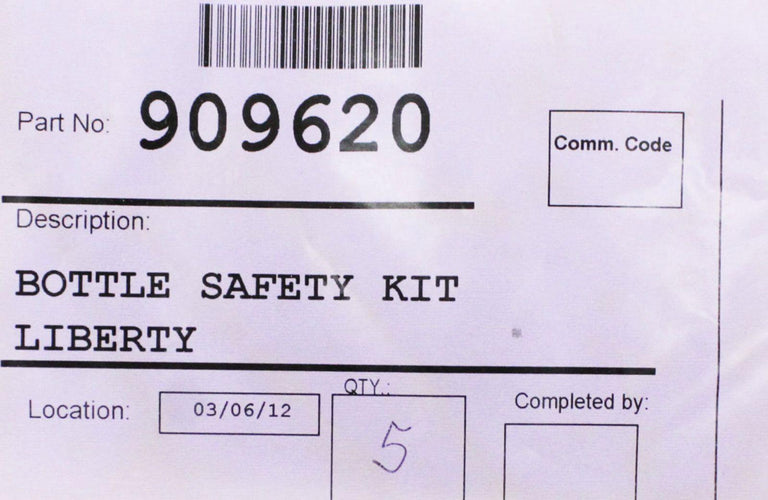 Part No: 909620
Comm. Code
Description:
BOTTLE SAFETY KIT
LIBERTY
Location: 03/06/12
QTY.:
5
Completed by: